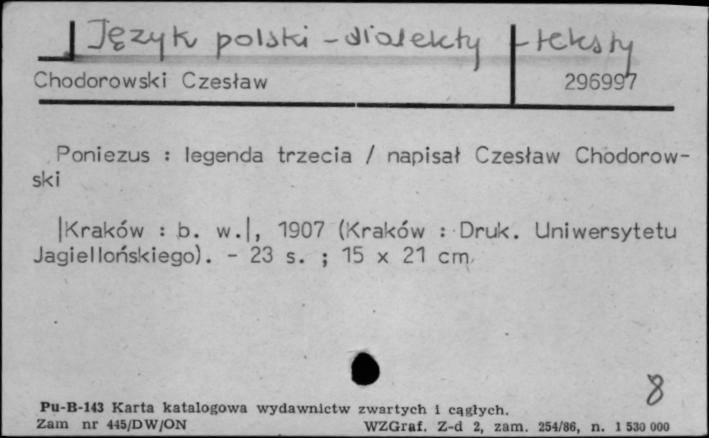 Język polski - dialekty - teksty
Chodorowski Czesław 296997
Poniezus : legenda trzecia / napisał Czesław Chodorow-
ski
|Kraków : b. w.|, 1907 (Kraków : Druk. Uniwersytetu
Jagiellońskiego). - 23 s. ; 15 x 21 cm.
8
Pu-B-143 Karta katalogowa wydawnictw zwartych i cągłych.
Zam nr 445/DW/ON WZGraf. Z-d 2, zam. 254/86, n. 1 530 000